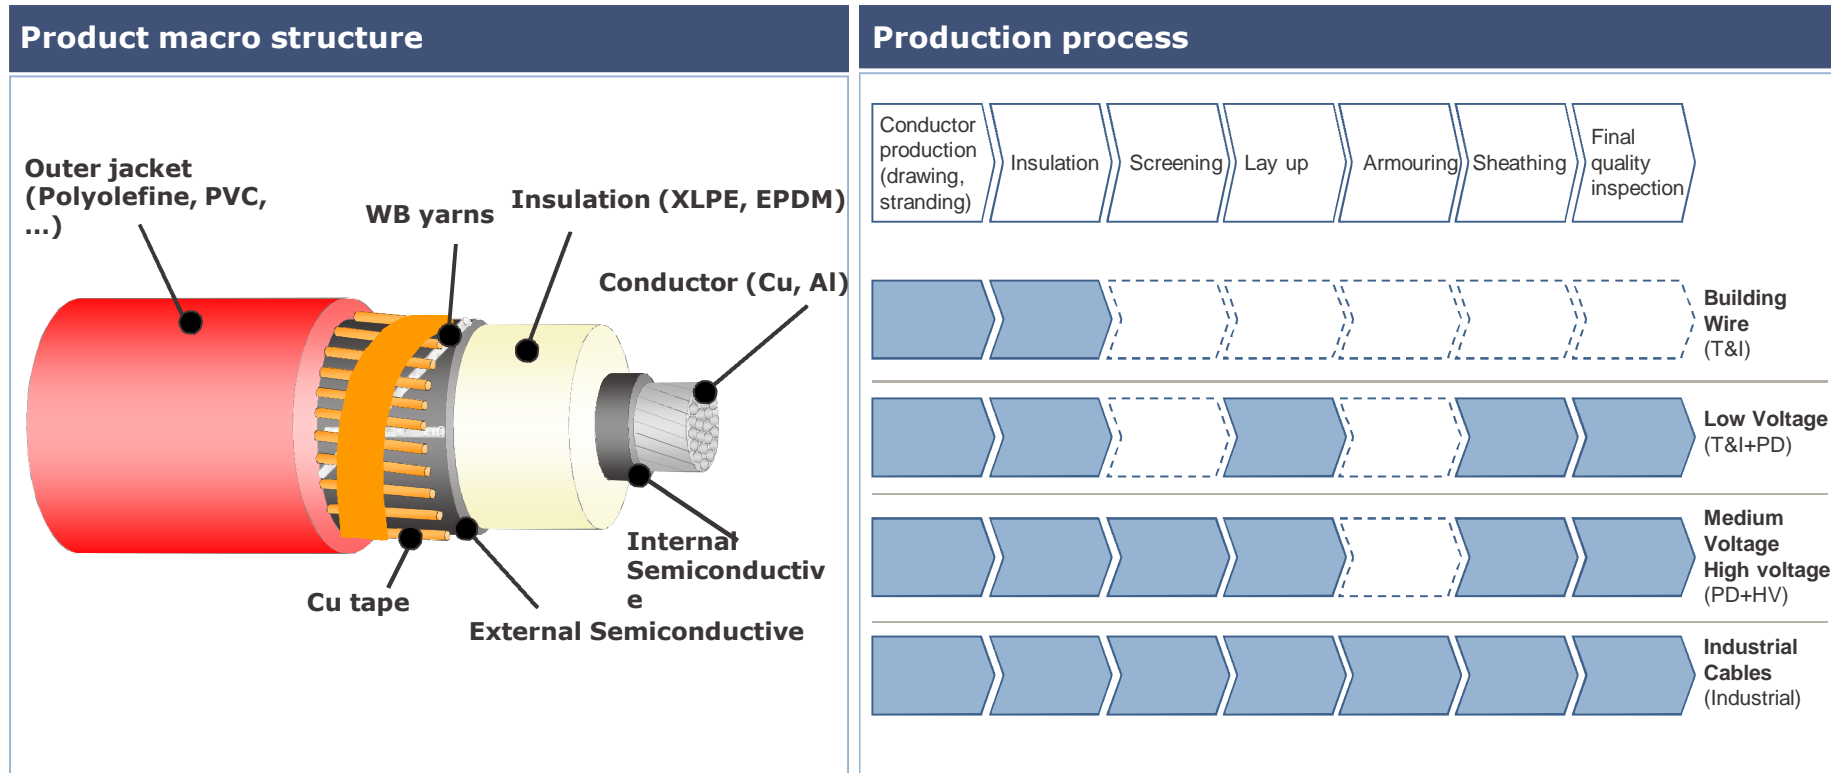 Product macro structure
Outer jacket
(Polyolefine, PVC,
...)
WB yarns
Insulation (XLPE, EPDM)
Conductor (Cu, Al)
Internal
Semiconductiv
e
Cu tape
External Semiconductive
Production process
Conductor
production
(drawing,
stranding)
Insulation
Screening
Lay up
Armouring
Sheathing
Final
quality
inspection
Building
Wire
(T&I)
Low Voltage
(T&I+PD)
Medium
Voltage
High voltage
(PD+HV)
Industrial
Cables
(Industrial)